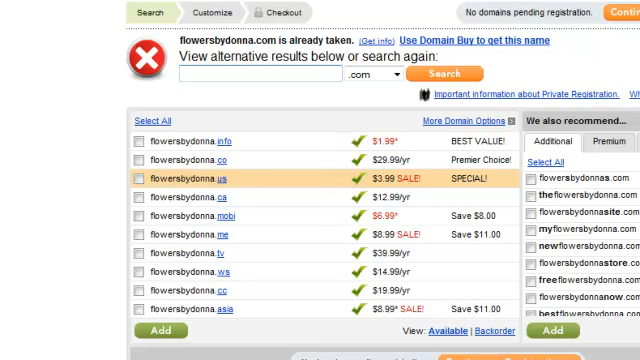 Search Customize Checkout
No domains pending registration.
flowersbydonna.com is already taken. (Get info) Use Domain Buy to get this name
View alternative results below or search again:
.com Search
Important information about Private Registration.
Select All More Domain Options
flowersbydonna.info $1.99* BEST VALUE!
flowersbydonna.co $29.99/yr Premier Choice!
flowersbydonna.us $3.99 SALE! SPECIAL!
flowersbydonna.ca $12.99/yr
flowersbydonna.mobi $6.99* Save $8.00
flowersbydonna.me $8.99 SALE! Save $11.00
flowersbydonna.tv $39.99/yr
flowersbydonna.ws $14.99/yr
flowersbydonna.cc $19.99/yr
flowersbydonna.asia $8.99* SALE! Save $11.00
Add View: Available | Backorder
We also recommend...
Additional Premium
Select All
flowersbydonnas.com
theflowersbydonna.com
flowersbydonnasite.com
myflowersbydonna.com
newflowersbydonna.com
flowersbydonnastore.com
freeflowersbydonna.com
flowersbydonnanow.com
bestflowersbydonna.com
Add